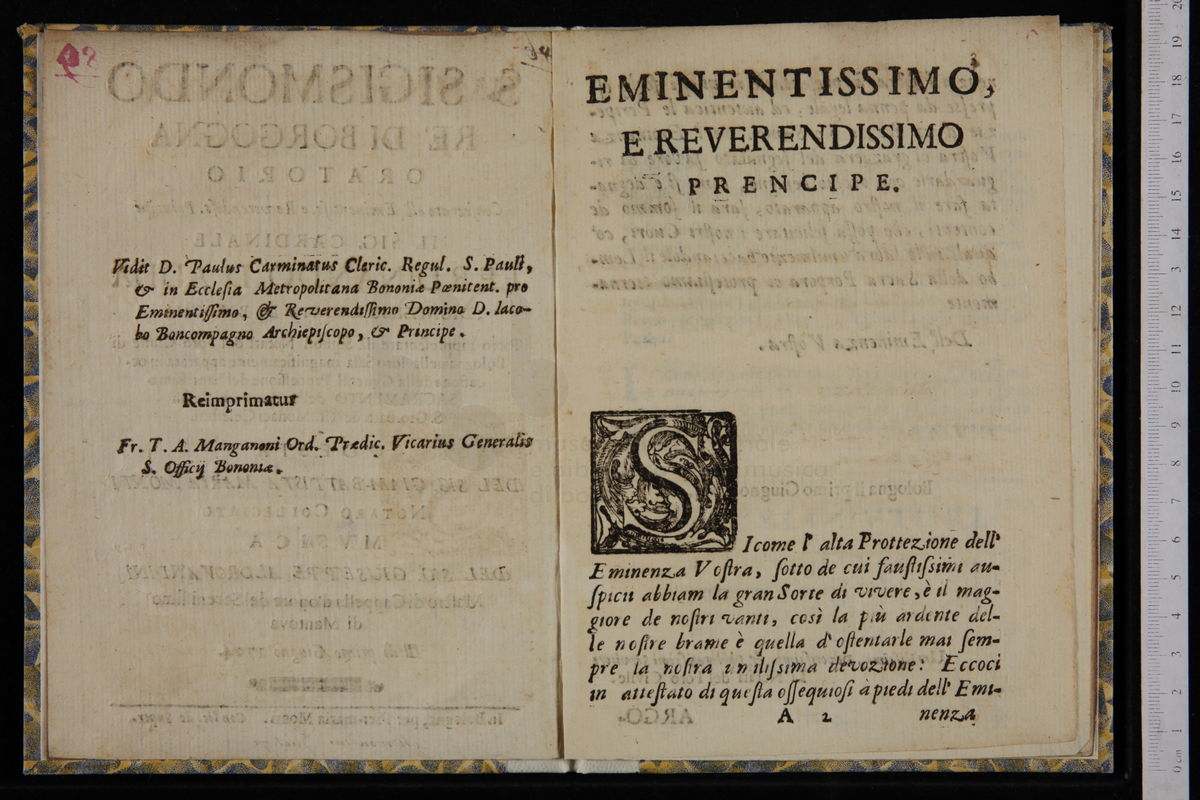 Vidit D. Paulus Carminatus Cleric. Regul. S. Pauli,
& in Ecclesia Metropolitana Bononiæ Pœnitent. pro
Eminentissimo, & Reverendissimo Domino D. Iaco-
bo Boncompagno Archiepiscopo, & Principe.
Reimprimatur
Fr. T. A. Manganoni Ord. Prædic. Vicarius Generalis
S. Officij Bononiæ.
EMINENTISSIMO,
E REVERENDISSIMO
PRENCIPE.
SIcome l' alta Prottezione dell'
Eminenza Vostra, sotto de cui faustissimi au-
spicii abbiam la gran Sorte di vivere, è il mag-
giore de nostri vanti, così la più ardente del-
le nostre brame è quella d' ostentarle mai sem-
pre la nostra umilissima devozione: Eccoci
in attestato di questa ossequiosi à piedi dell' Emi-
A 2 nenza